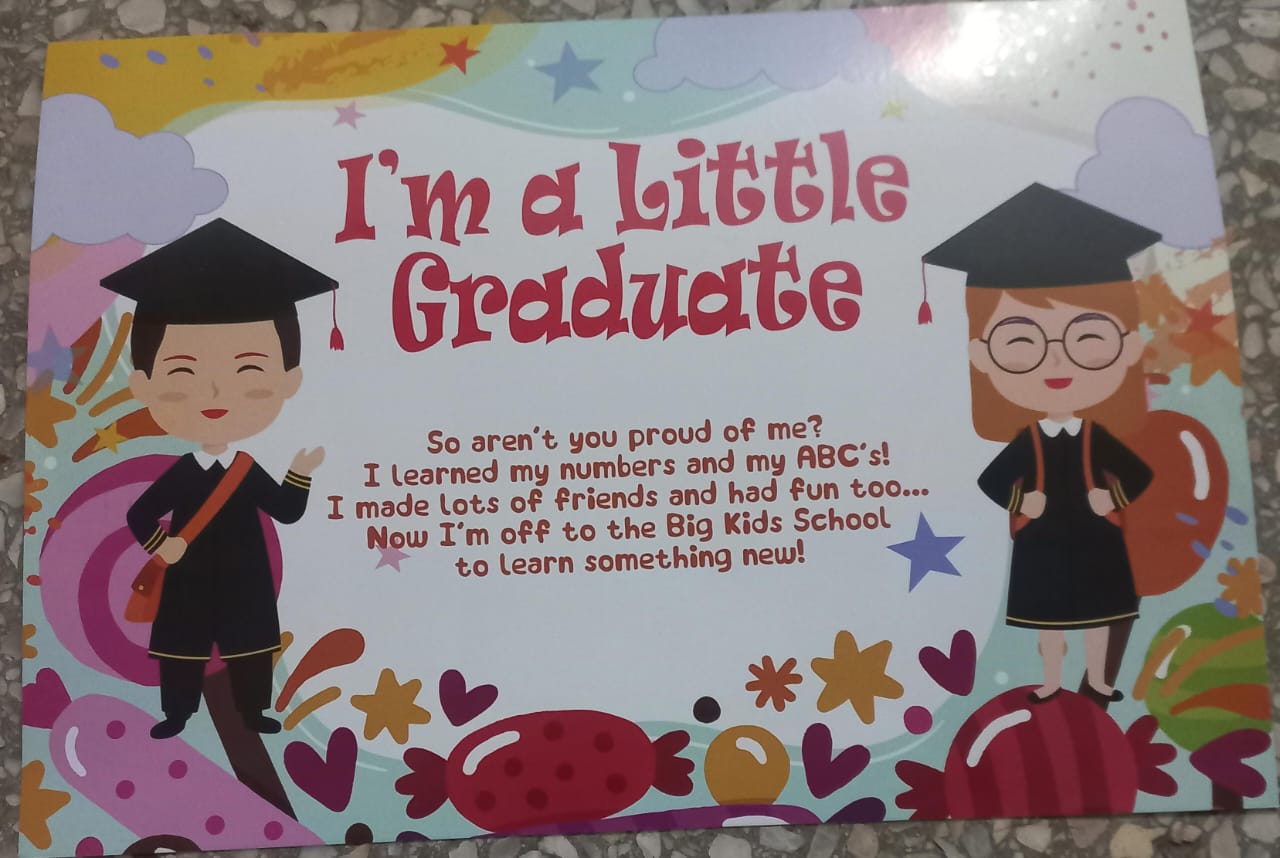 I'm a Little
Graduate
So aren't you proud of me?
I learned my numbers and my ABC's!
I made lots of friends and had fun too...
Now I'm off to the Big Kids School
to learn something new!